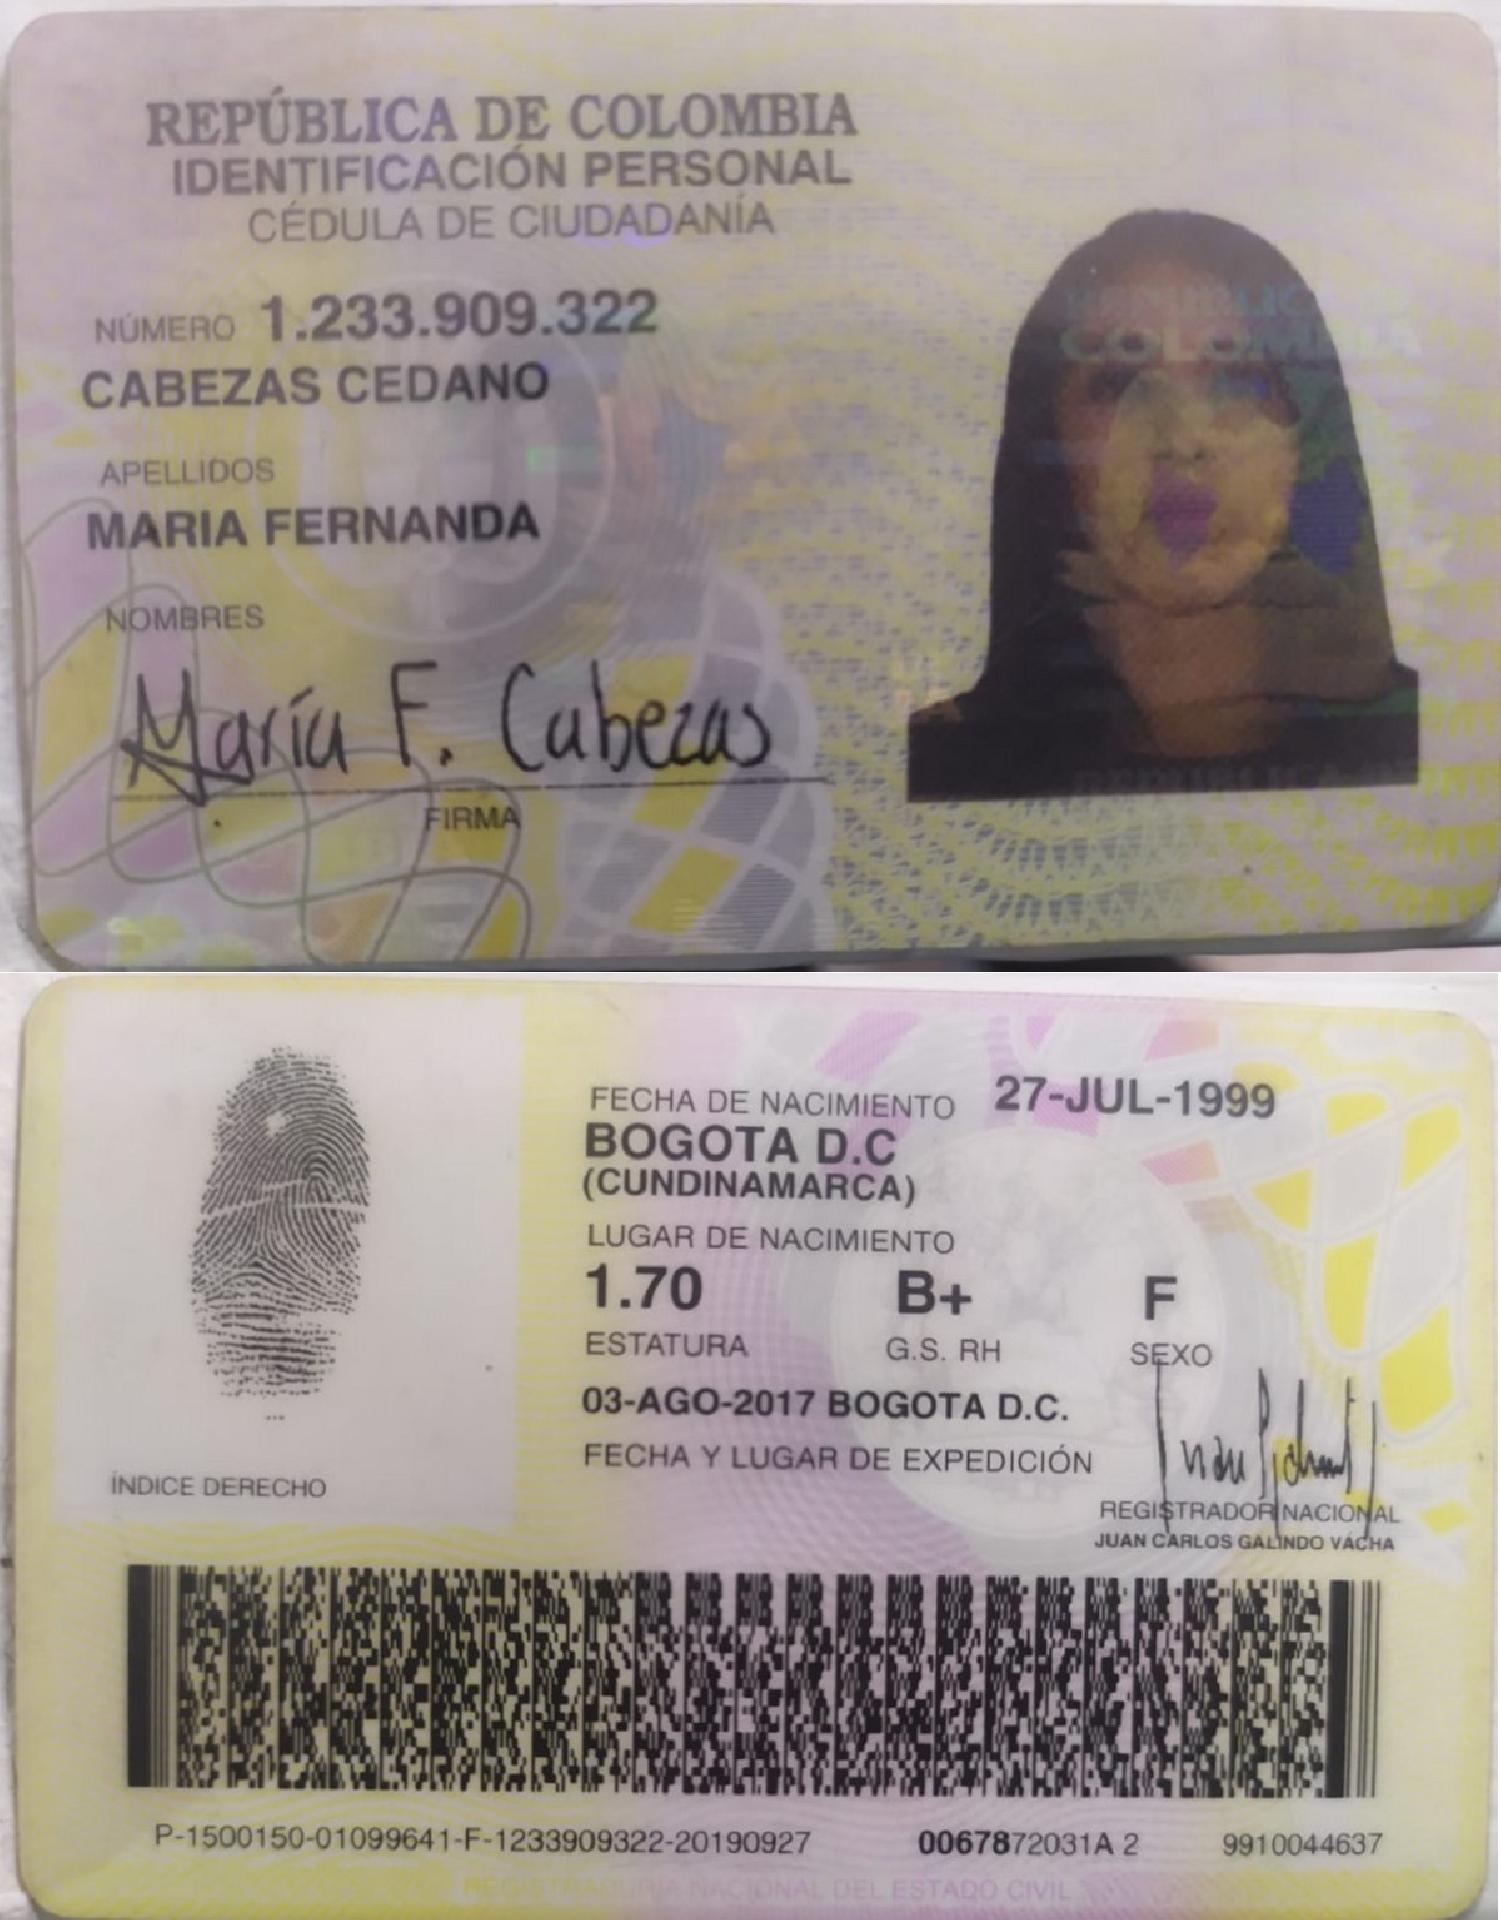 REPÚBLICA DE COLOMBIA
IDENTIFICACIÓN PERSONAL
CÉDULA DE CIUDADANÍA
NÚMERO 1.233.909.322
CABEZAS CEDANO
APELLIDOS
MARIA FERNANDA
NOMBRES
María F. Cabezas
FIRMA
COLOMBIA
FECHA DE NACIMIENTO 27-JUL-1999
BOGOTA D.C
(CUNDINAMARCA)
LUGAR DE NACIMIENTO
1.70 B+ F
ESTATURA G.S. RH SEXO
03-AGO-2017 BOGOTA D.C.
FECHA Y LUGAR DE EXPEDICIÓN
ÍNDICE DERECHO
REGISTRADOR NACIONAL
JUAN CARLOS GALINDO VÁCHA
P-1500150-01099641-F-1233909322-20190927 0067872031A 2 9910044637
REGISTRADURIA NACIONAL DEL ESTADO CIVIL